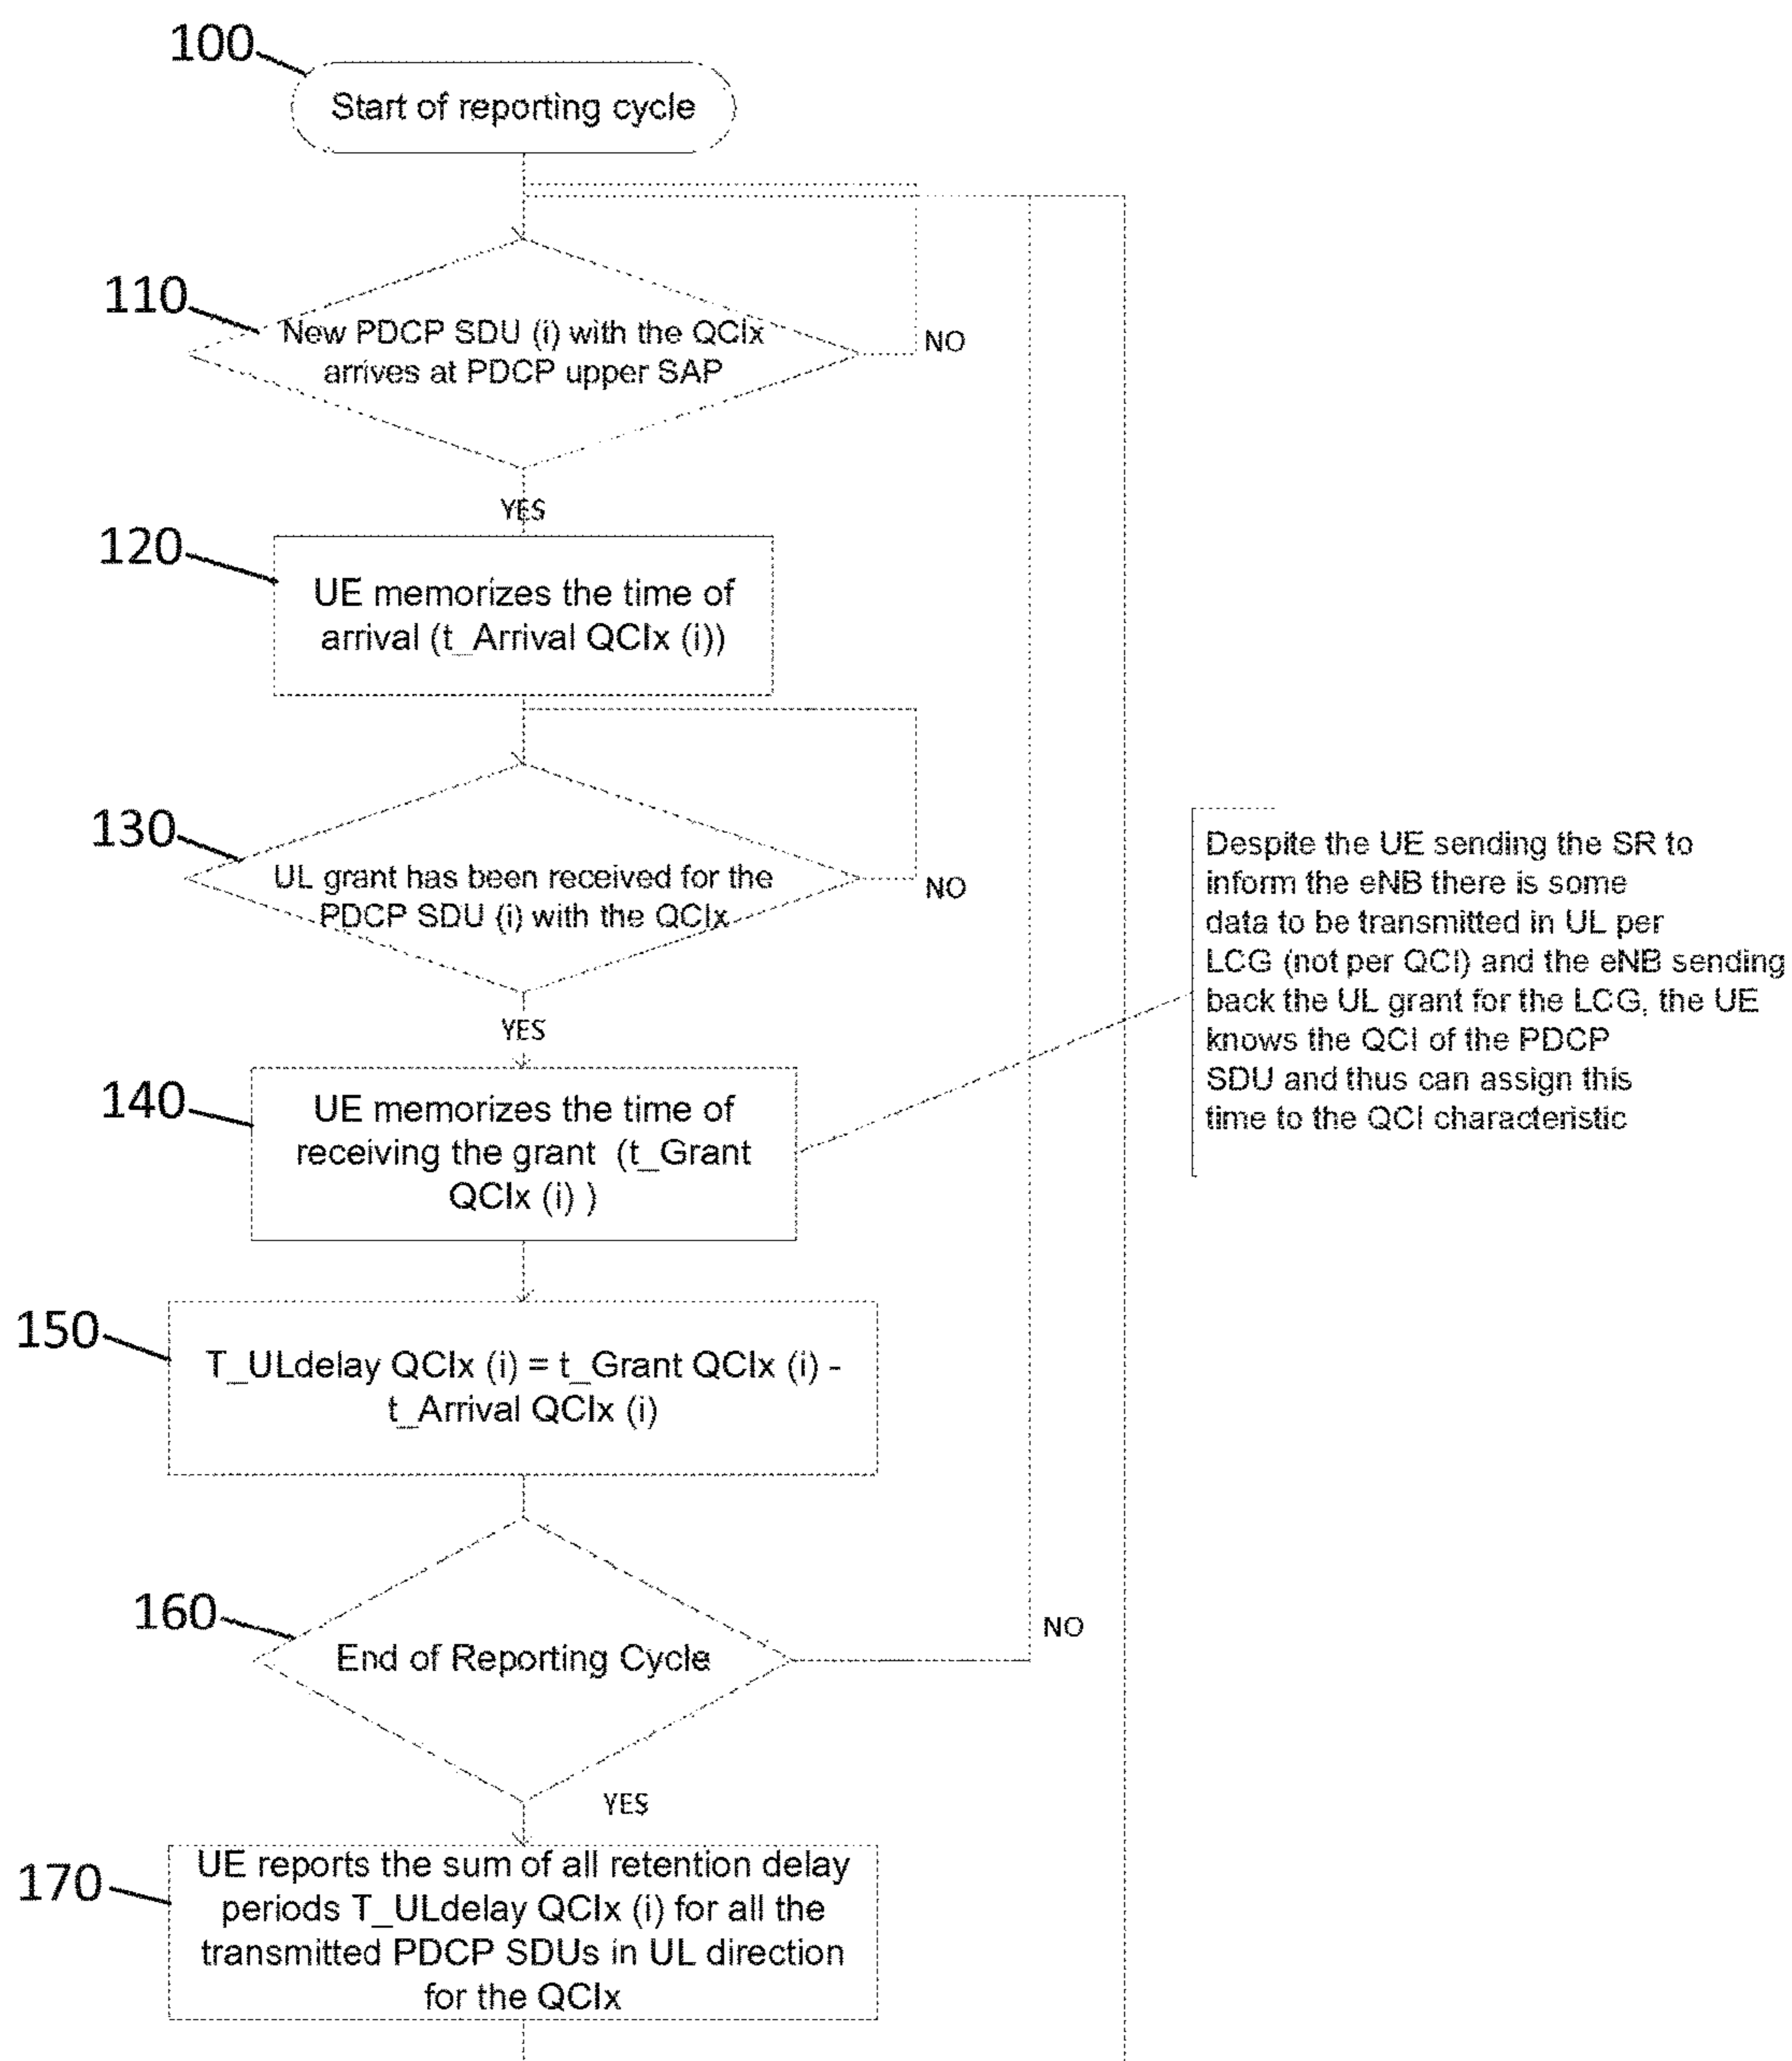 100
Start of reporting cycle
110
New PDCP SDU (i) with the QCIx
arrives at PDCP upper SAP
NO
YES
120
UE memorizes the time of
arrival (t_Arrival QCIx (i))
130
UL grant has been received for the
PDCP SDU (i) with the QCIx
NO
YES
Despite the UE sending the SR to
inform the eNB there is some
data to be transmitted in UL per
LCG (not per QCI) and the eNB sending
back the UL grant for the LCG, the UE
knows the QCI of the PDCP
SDU and thus can assign this
time to the QCI characteristic
140
UE memorizes the time of
receiving the grant (t_Grant
QCIx (i) )
150
T_ULdelay QCIx (i) = t_Grant QCIx (i) -
t_Arrival QCIx (i)
160
End of Reporting Cycle
NO
YES
170
UE reports the sum of all retention delay
periods T_ULdelay QCIx (i) for all the
transmitted PDCP SDUs in UL direction
for the QCIx